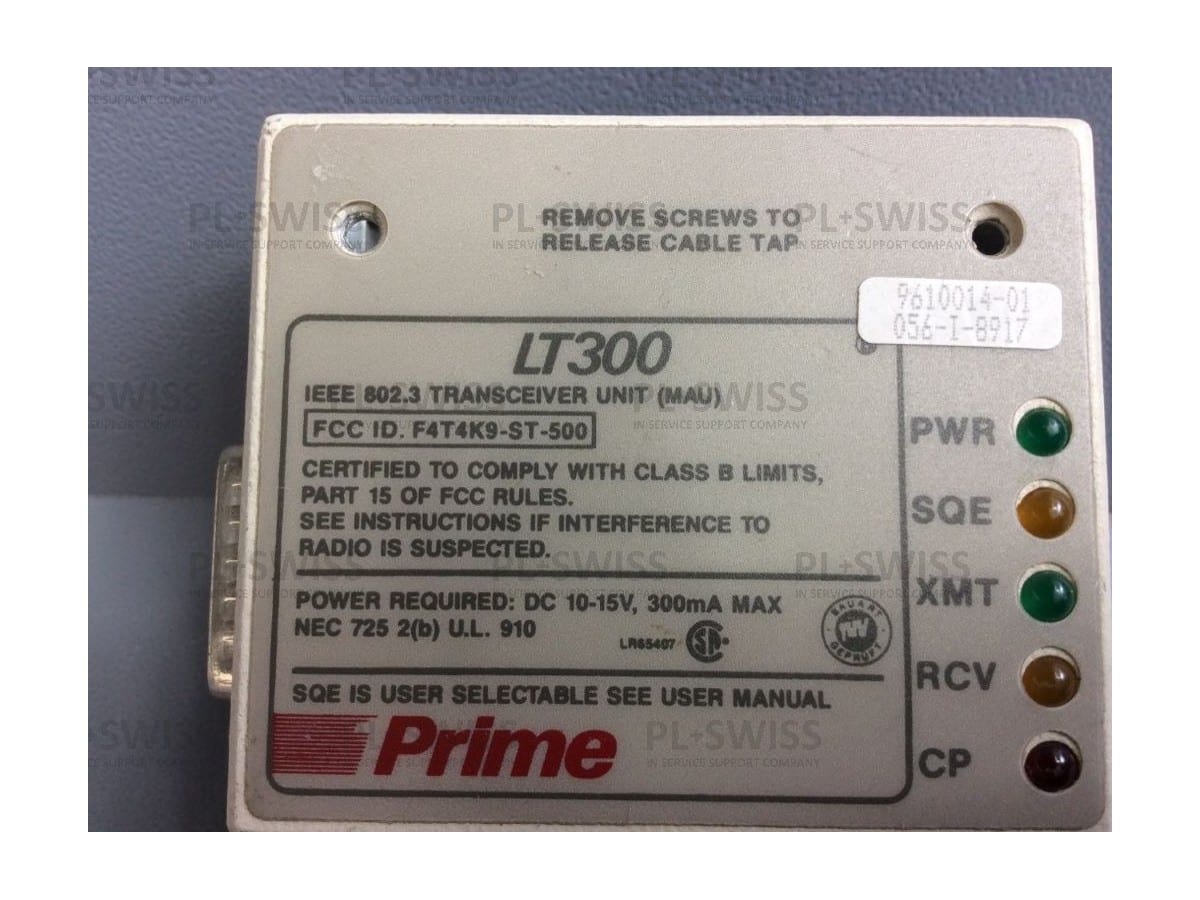 PL+SWISS
IN SERVICE SUPPORT COMPANY
REMOVE SCREWS TO
RELEASE CABLE TAP
9610014-01
056-I-8917
LT300
IEEE 802.3 TRANSCEIVER UNIT (MAU)
FCC ID. F4T4K9-ST-500
CERTIFIED TO COMPLY WITH CLASS B LIMITS,
PART 15 OF FCC RULES.
SEE INSTRUCTIONS IF INTERFERENCE TO
RADIO IS SUSPECTED.
POWER REQUIRED: DC 10-15V, 300mA MAX
NEC 725 2(b) U.L. 910
LR65407
GEPRUFT
SQE IS USER SELECTABLE SEE USER MANUAL
Prime
PWR
SQE
XMT
RCV
CP